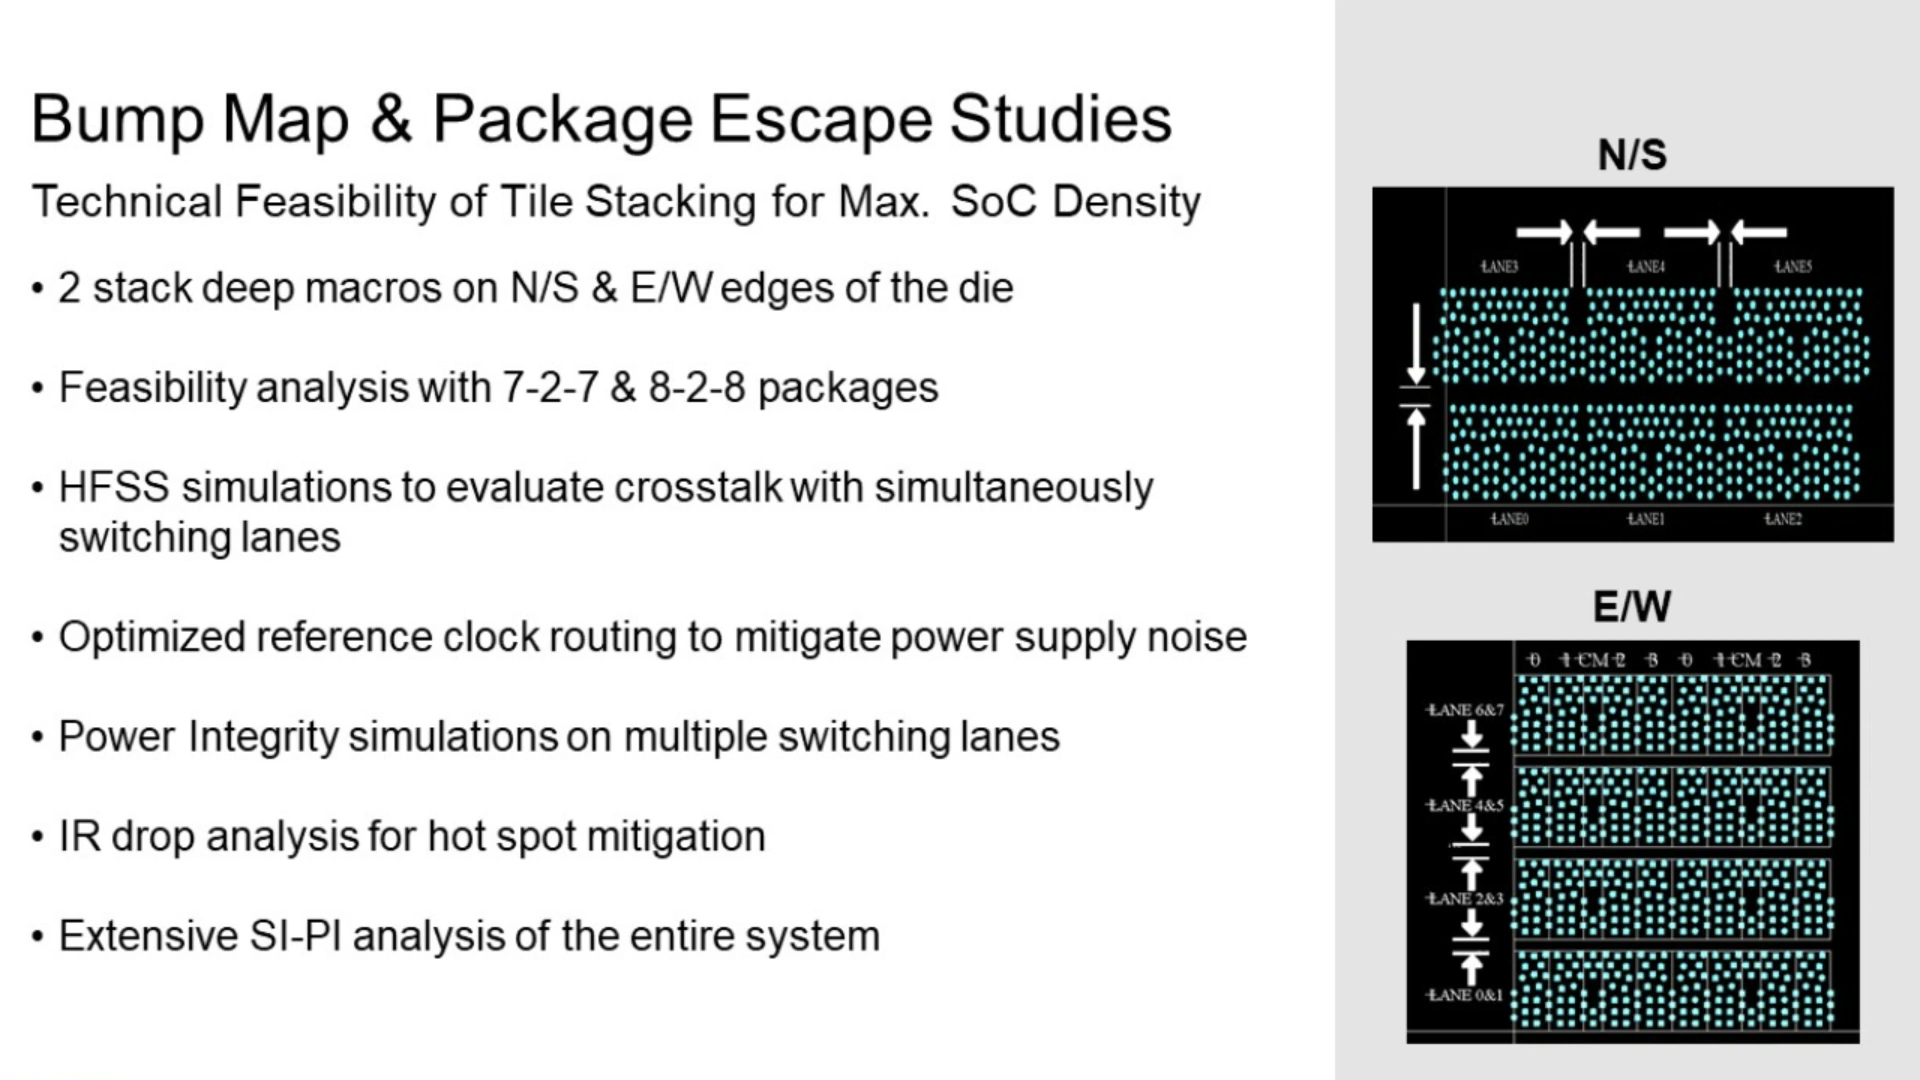 Bump Map & Package Escape Studies
Technical Feasibility of Tile Stacking for Max. SoC Density
• 2 stack deep macros on N/S & E/W edges of the die
• Feasibility analysis with 7-2-7 & 8-2-8 packages
• HFSS simulations to evaluate crosstalk with simultaneously
switching lanes
• Optimized reference clock routing to mitigate power supply noise
• Power Integrity simulations on multiple switching lanes
• IR drop analysis for hot spot mitigation
• Extensive SI-PI analysis of the entire system
N/S
LANE3 LANE4 LANE5
LANE0 LANE1 LANE2
E/W
0 1 CM 2 3 0 1 CM 2 3
LANE 6&7
LANE 4&5
LANE 2&3
LANE 0&1